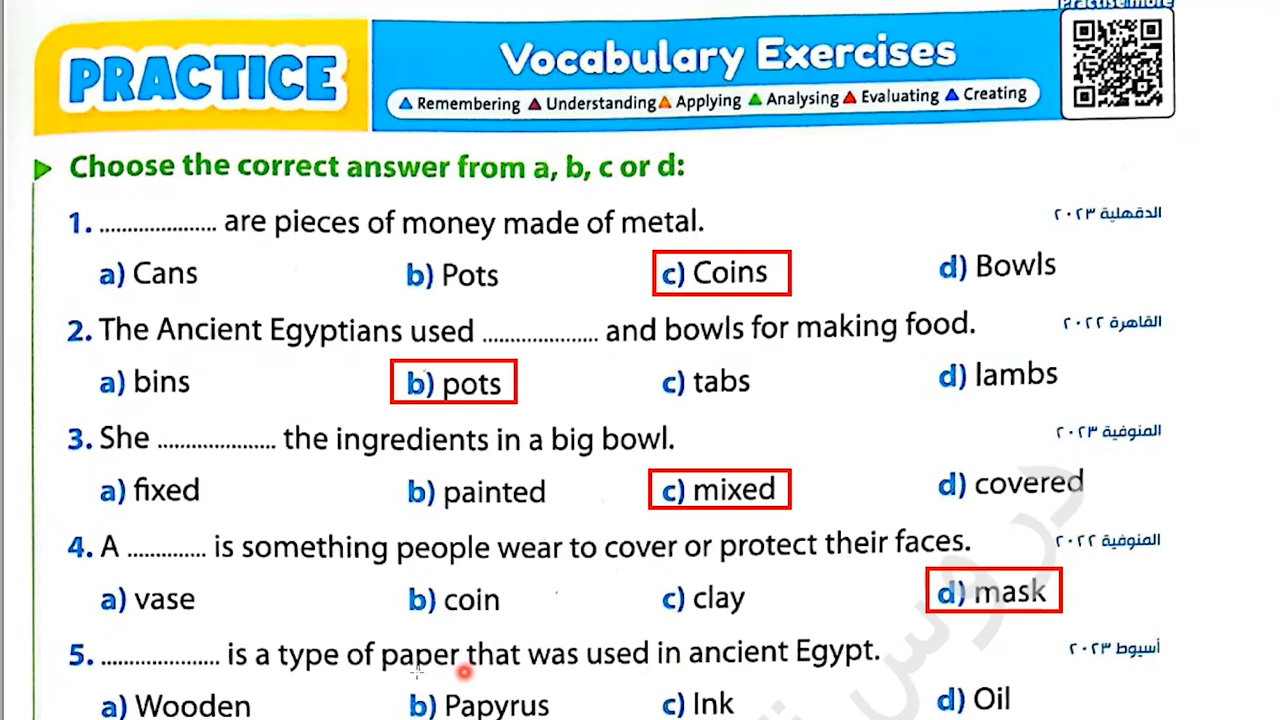 Practise more
PRACTICE
Vocabulary Exercises
Remembering Understanding Applying Analysing Evaluating Creating
Choose the correct answer from a, b, c or d:
1. ...................... are pieces of money made of metal. الدقهلية ٢٠٢٣
a) Cans b) Pots c) Coins d) Bowls
2. The Ancient Egyptians used ...................... and bowls for making food. القاهرة ٢٠٢٢
a) bins b) pots c) tabs d) lambs
3. She ...................... the ingredients in a big bowl. المنوفية ٢٠٢٣
a) fixed b) painted c) mixed d) covered
4. A ............... is something people wear to cover or protect their faces. المنوفية ٢٠٢٢
a) vase b) coin c) clay d) mask
5. ...................... is a type of paper that was used in ancient Egypt. أسيوط ٢٠٢٣
a) Wooden b) Papyrus c) Ink d) Oil
دروس